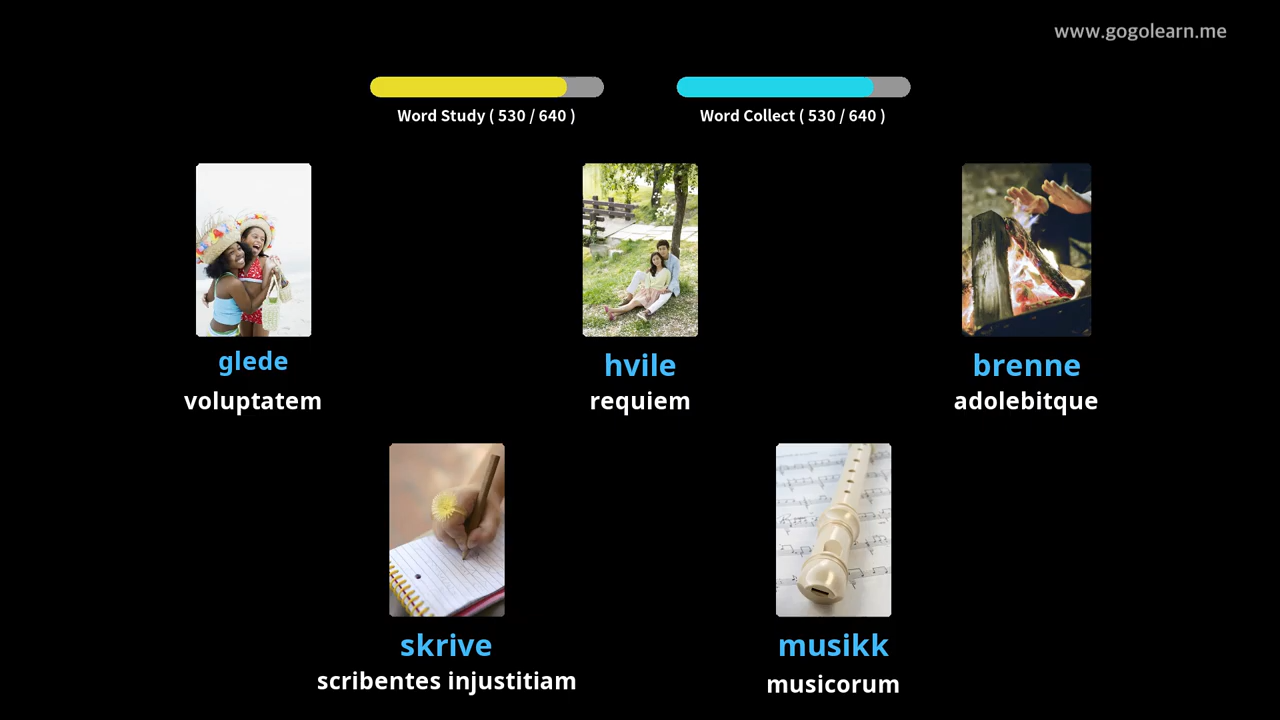 www.gogolearn.me
Word Study ( 530 / 640 )
Word Collect ( 530 / 640 )
glede
voluptatem
hvile
requiem
brenne
adolebitque
skrive
scribentes injustitiam
musikk
musicorum